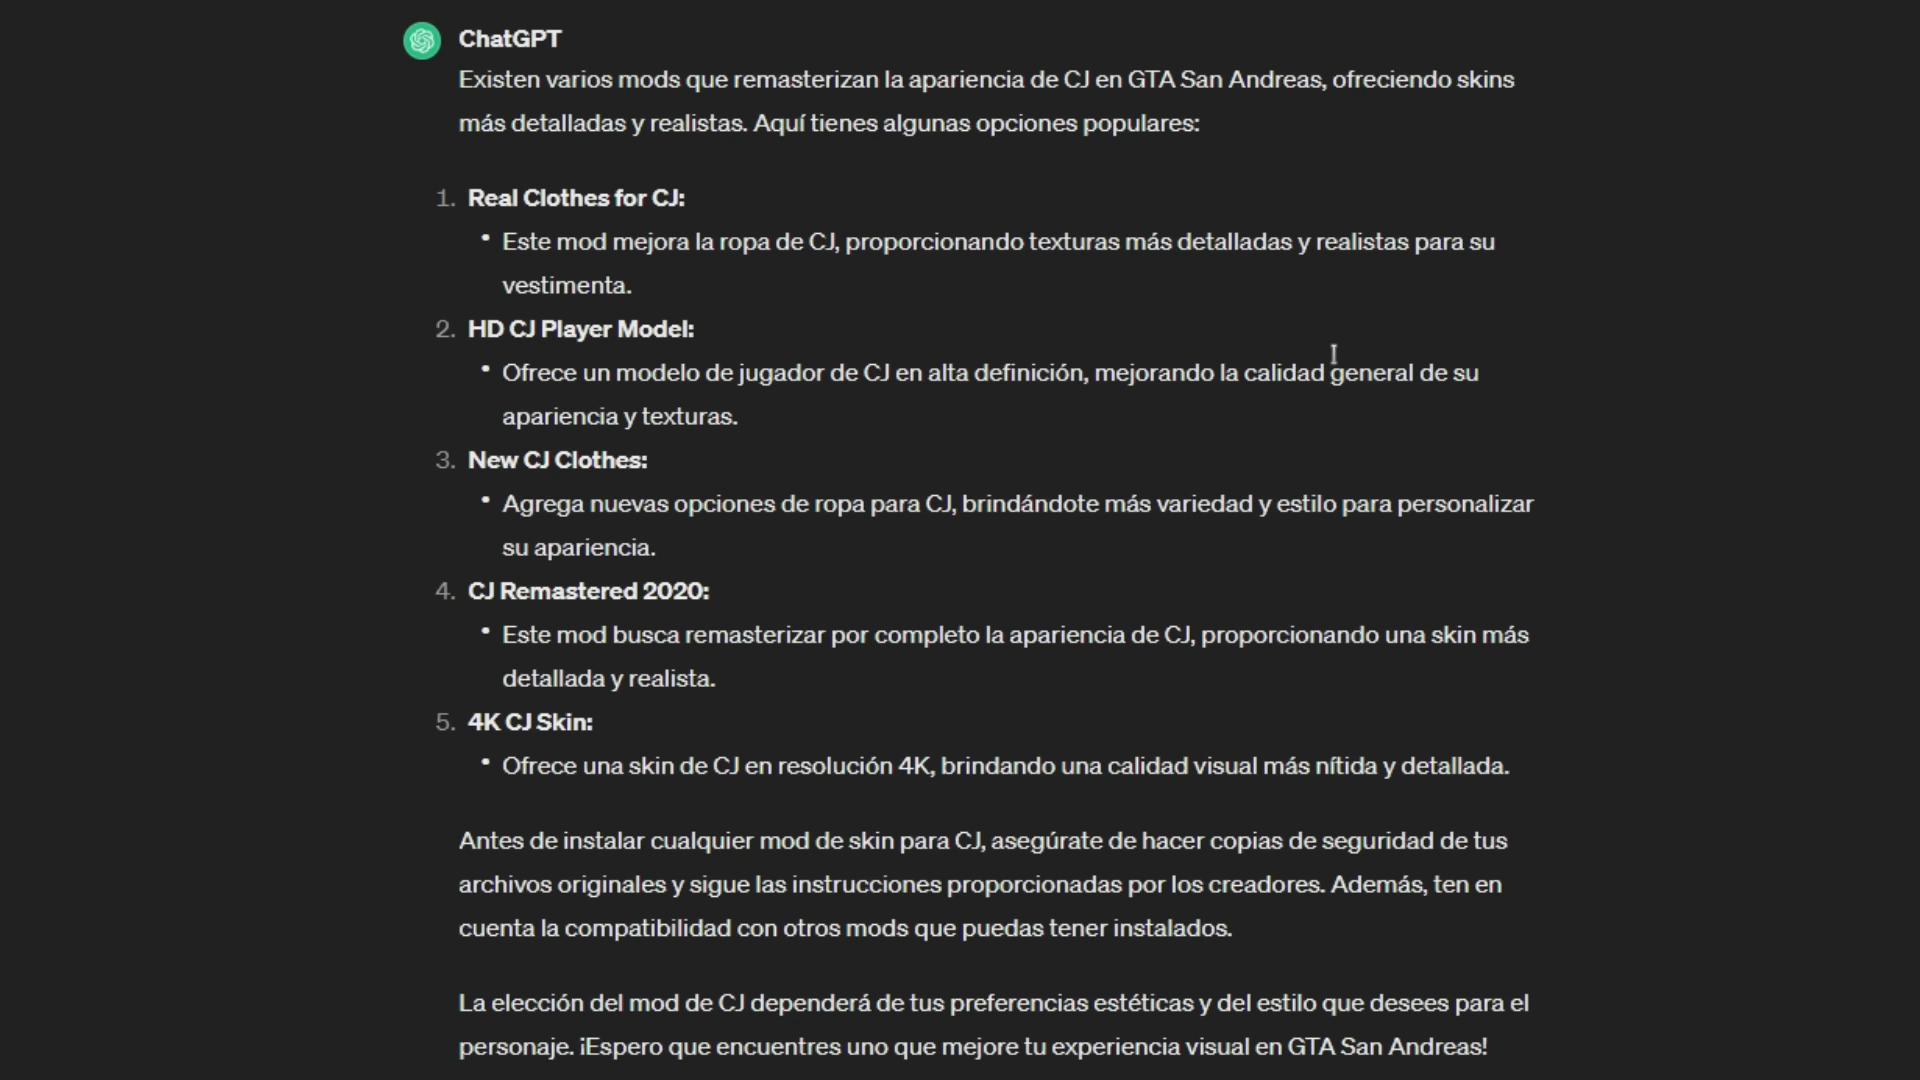 ChatGPT
Existen varios mods que remasterizan la apariencia de CJ en GTA San Andreas, ofreciendo skins
más detalladas y realistas. Aquí tienes algunas opciones populares:
1. Real Clothes for CJ:
• Este mod mejora la ropa de CJ, proporcionando texturas más detalladas y realistas para su
vestimenta.
2. HD CJ Player Model:
• Ofrece un modelo de jugador de CJ en alta definición, mejorando la calidad general de su
apariencia y texturas.
3. New CJ Clothes:
• Agrega nuevas opciones de ropa para CJ, brindándote más variedad y estilo para personalizar
su apariencia.
4. CJ Remastered 2020:
• Este mod busca remasterizar por completo la apariencia de CJ, proporcionando una skin más
detallada y realista.
5. 4K CJ Skin:
• Ofrece una skin de CJ en resolución 4K, brindando una calidad visual más nítida y detallada.
Antes de instalar cualquier mod de skin para CJ, asegúrate de hacer copias de seguridad de tus
archivos originales y sigue las instrucciones proporcionadas por los creadores. Además, ten en
cuenta la compatibilidad con otros mods que puedas tener instalados.
La elección del mod de CJ dependerá de tus preferencias estéticas y del estilo que desees para el
personaje. ¡Espero que encuentres uno que mejore tu experiencia visual en GTA San Andreas!